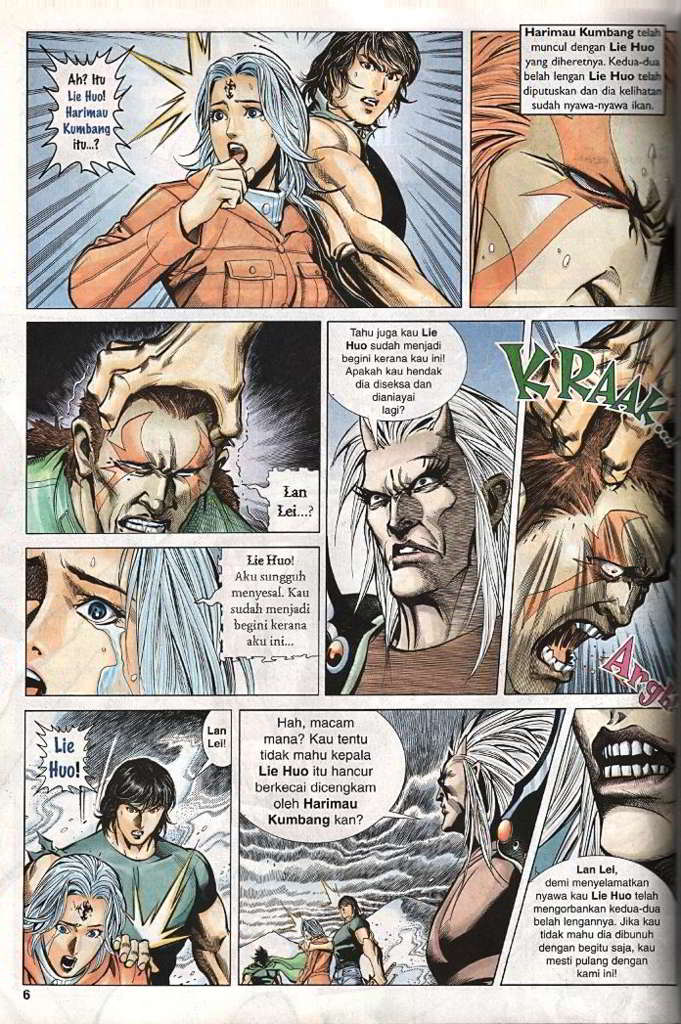 Ah? Itu
Lie Huo!
Harimau
Kumbang
itu...?
Harimau Kumbang telah
muncul dengan Lie Huo
yang diheretnya. Kedua-dua
belah lengan Lie Huo telah
diputuskan dan dia kelihatan
sudah nyawa-nyawa ikan.
Lan
Lei...?
Lie Huo!
Aku sungguh
menyesal. Kau
sudah menjadi
begini kerana
aku ini...
Tahu juga kau Lie
Huo sudah menjadi
begini kerana kau ini!
Apakah kau hendak
dia diseksa dan
dianiayai
lagi?
KRAAK...
Argh
Lie
Huo!
Lan
Lei!
Hah, macam
mana? Kau tentu
tidak mahu kepala
Lie Huo itu hancur
berkecai dicengkam
oleh Harimau
Kumbang kan?
Lan Lei,
demi menyelamatkan
nyawa kau Lie Huo telah
mengorbankan kedua-dua
belah lengannya. Jika kau
tidak mahu dia dibunuh
dengan begitu saja, kau
mesti pulang dengan
kami ini!
6